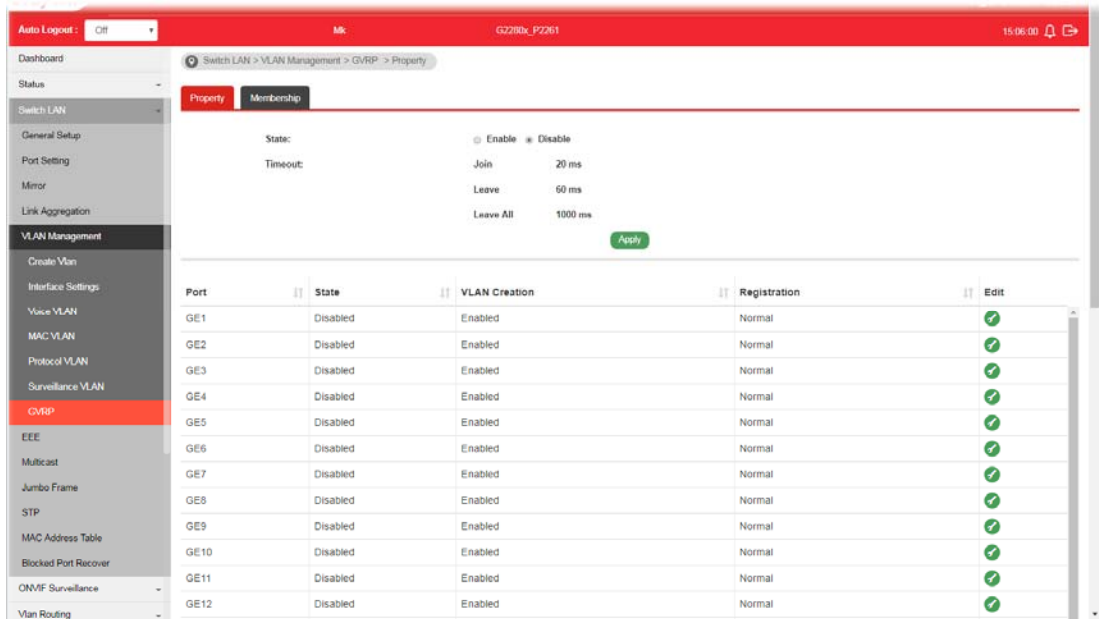 Auto Logout : Off Mk G2280x_P2261 15:06:00
Dashboard
Status
Switch LAN
General Setup
Port Setting
Mirror
Link Aggregation
VLAN Management
Create Vlan
Interface Settings
Voice VLAN
MAC VLAN
Protocol VLAN
Surveillance VLAN
GVRP
EEE
Multicast
Jumbo Frame
STP
MAC Address Table
Blocked Port Recover
ONVIF Surveillance
Vlan Routing
Switch LAN > VLAN Management > GVRP > Property
Property Membership
State: Enable Disable
Timeout: Join 20 ms
Leave 60 ms
Leave All 1000 ms
Apply
Port State VLAN Creation Registration Edit
GE1 Disabled Enabled Normal
GE2 Disabled Enabled Normal
GE3 Disabled Enabled Normal
GE4 Disabled Enabled Normal
GE5 Disabled Enabled Normal
GE6 Disabled Enabled Normal
GE7 Disabled Enabled Normal
GE8 Disabled Enabled Normal
GE9 Disabled Enabled Normal
GE10 Disabled Enabled Normal
GE11 Disabled Enabled Normal
GE12 Disabled Enabled Normal